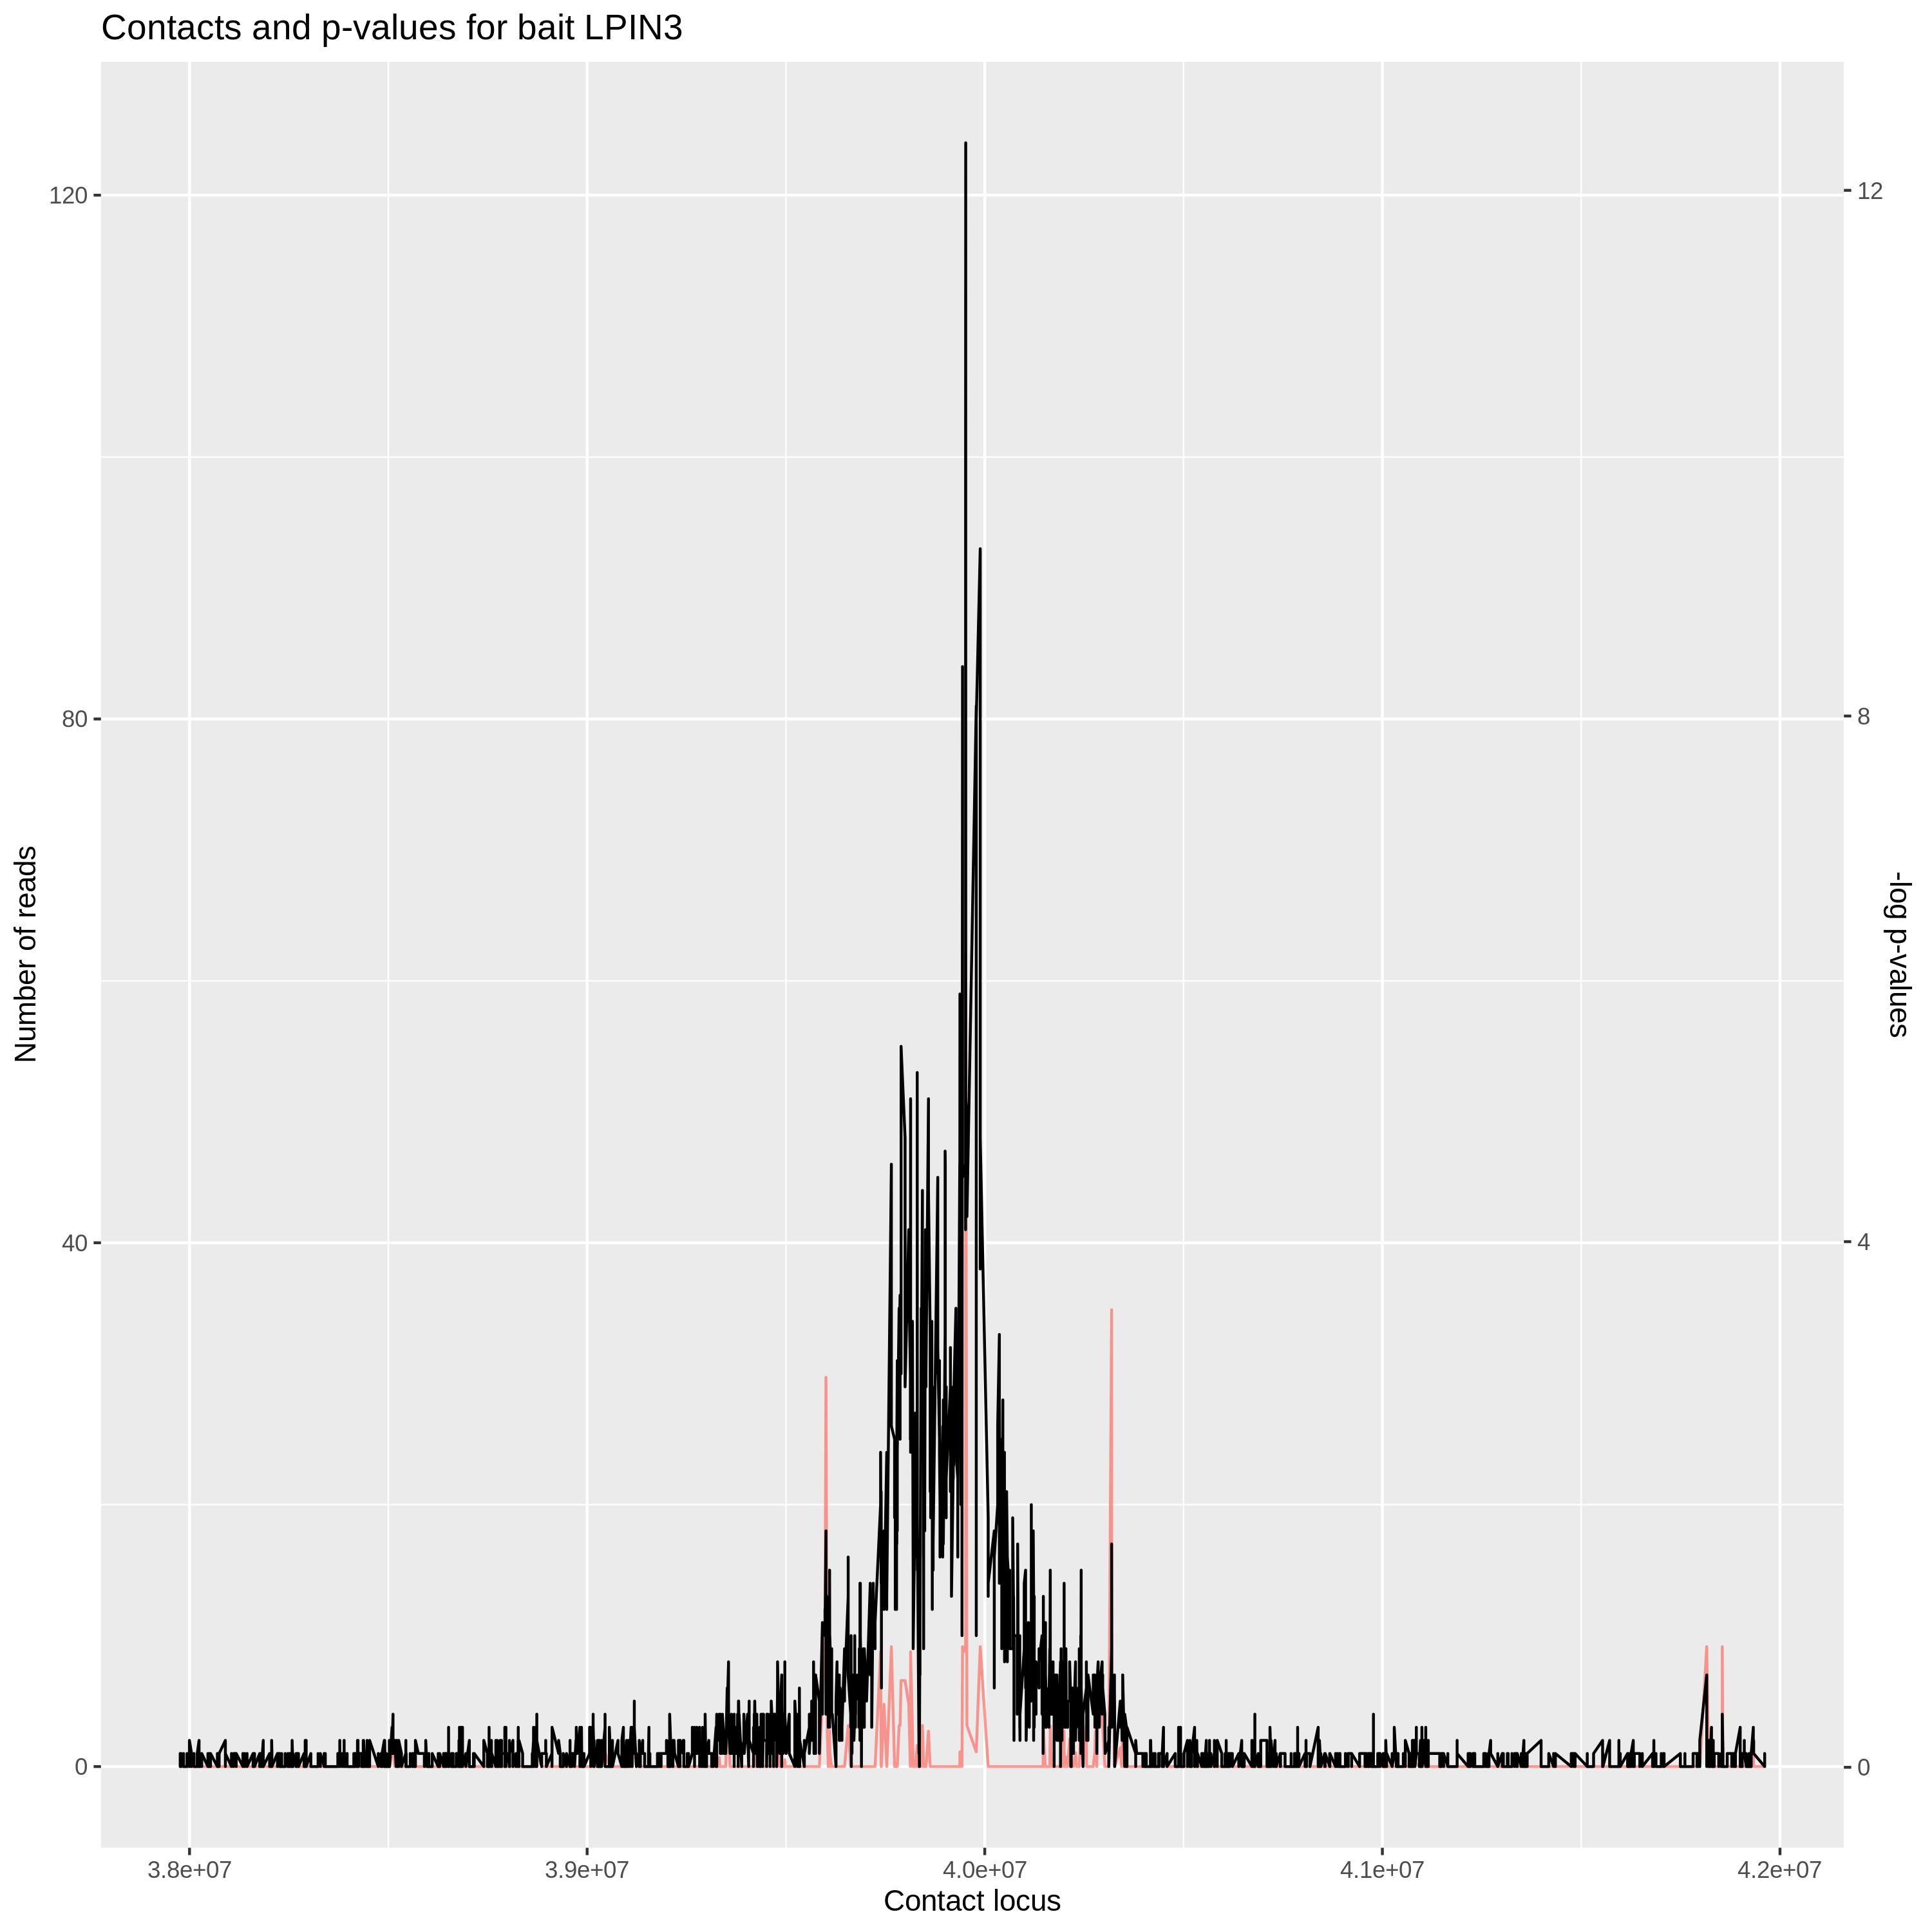 Contacts and p-values for bait LPIN3
120
80
40
0
12
8
4
0
Number of reads
-log p-values
3.8e+07 3.9e+07 4.0e+07 4.1e+07 4.2e+07
Contact locus